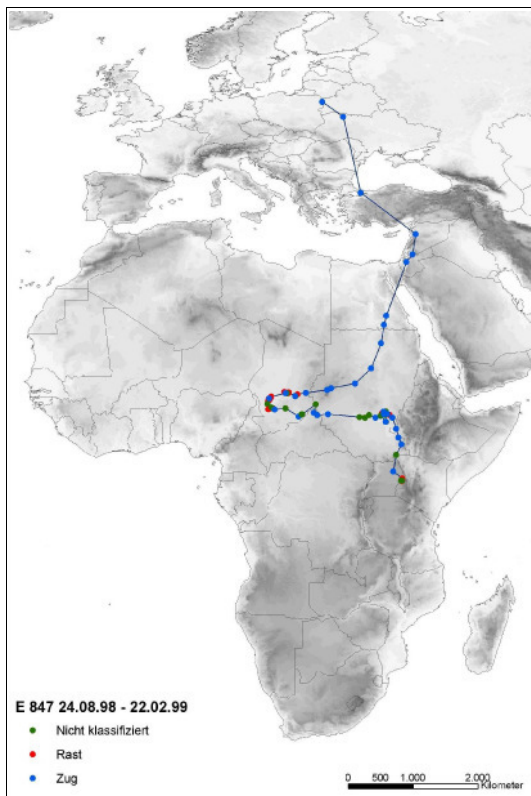 E 847 24.08.98 - 22.02.99
Nicht klassifiziert
Rast
Zug
0 500 1.000 2.000
Kilometer